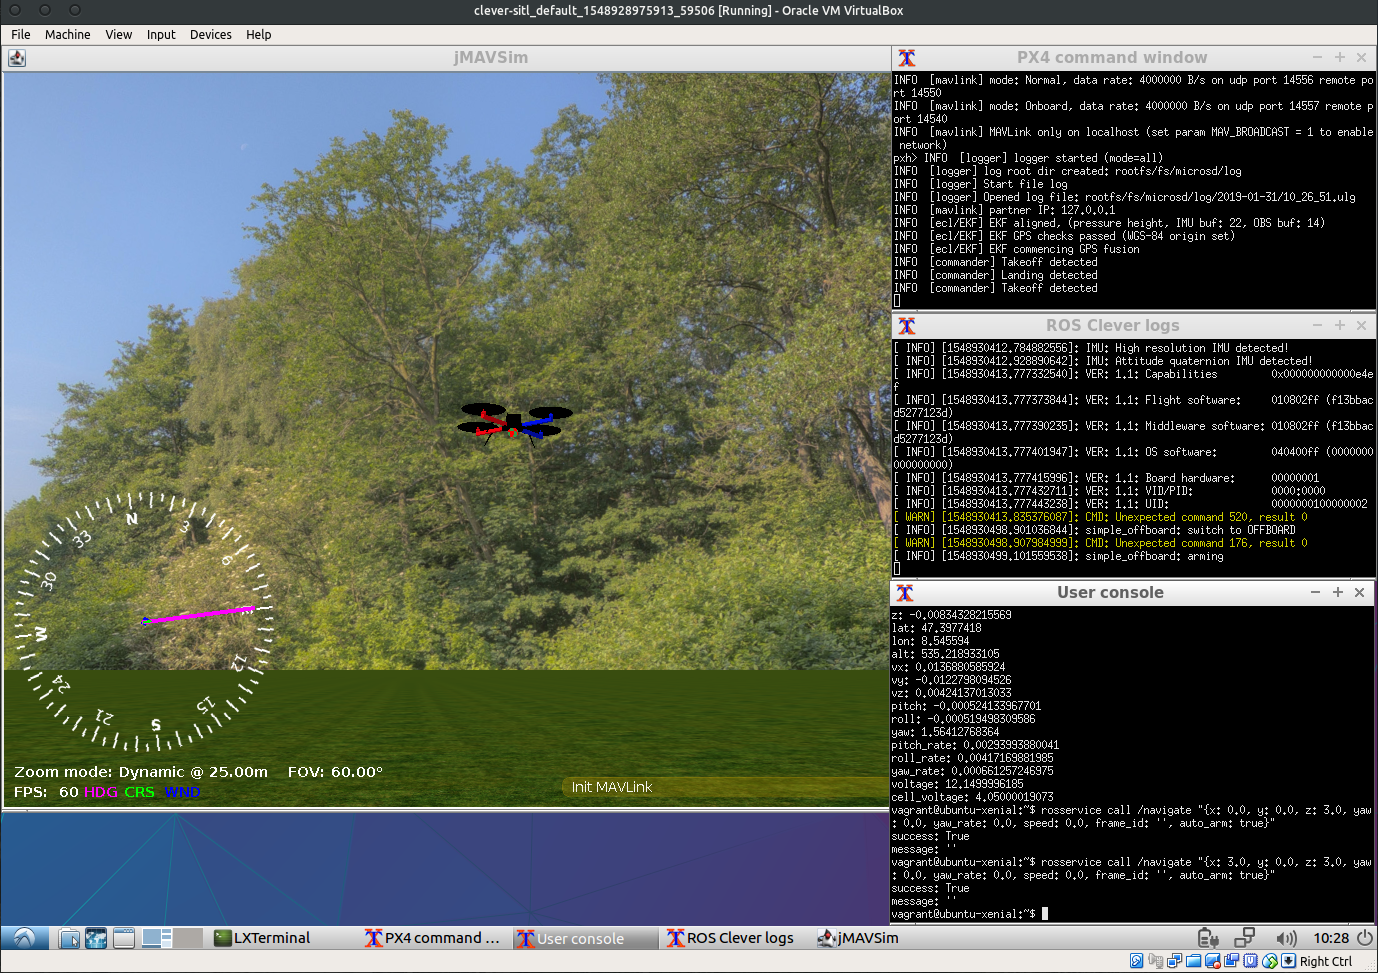 clever-sitl_default_1548928975913_59506 [Running] - Oracle VM VirtualBox
File Machine View Input Devices Help
jMAVSim
N
3
6
12
15
S
21
24
W
30
33
Zoom mode: Dynamic @ 25.00m FOV: 60.00°
FPS: 60 HDG CRS WND
Init MAVLink
PX4 command window
INFO [mavlink] mode: Normal, data rate: 4000000 B/s on udp port 14556 remote po
rt 14550
INFO [mavlink] mode: Onboard, data rate: 4000000 B/s on udp port 14557 remote p
ort 14540
INFO [mavlink] MAVLink only on localhost (set param MAV_BROADCAST = 1 to enable
network)
pxh> INFO [logger] logger started (mode=all)
INFO [logger] log root dir created: rootfs/fs/microsd/log
INFO [logger] Start file log
INFO [logger] Opened log file: rootfs/fs/microsd/log/2019-01-31/10_26_51.ulg
INFO [mavlink] partner IP: 127.0.0.1
INFO [ecl/EKF] EKF aligned, (pressure height, IMU buf: 22, OBS buf: 14)
INFO [ecl/EKF] EKF GPS checks passed (WGS-84 origin set)
INFO [ecl/EKF] EKF commencing GPS fusion
INFO [commander] Takeoff detected
INFO [commander] Landing detected
INFO [commander] Takeoff detected
ROS Clever logs
[ INFO] [1548930412.784882556]: IMU: High resolution IMU detected!
[ INFO] [1548930412.928890642]: IMU: Attitude quaternion IMU detected!
[ INFO] [1548930413.777332540]: VER: 1.1: Capabilities 0x000000000000e4e
f
[ INFO] [1548930413.777373844]: VER: 1.1: Flight software: 010802ff (f13bbac
d5277123d)
[ INFO] [1548930413.777390235]: VER: 1.1: Middleware software: 010802ff (f13bbac
d5277123d)
[ INFO] [1548930413.777401947]: VER: 1.1: OS software: 040400ff (0000000
000000000)
[ INFO] [1548930413.777415996]: VER: 1.1: Board hardware: 00000001
[ INFO] [1548930413.777432711]: VER: 1.1: VID/PID: 0000:0000
[ INFO] [1548930413.777443238]: VER: 1.1: UID: 0000000100000002
[ WARN] [1548930413.835376087]: CMD: Unexpected command 520, result 0
[ INFO] [1548930498.901036844]: simple_offboard: switch to OFFBOARD
[ WARN] [1548930498.907984999]: CMD: Unexpected command 176, result 0
[ INFO] [1548930499.101559538]: simple_offboard: arming
User console
z: -0.00834328215569
lat: 47.3977418
lon: 8.545594
alt: 535.218933105
vx: 0.0136880585924
vy: -0.0122798094526
vz: 0.00424137013033
pitch: -0.000524133967701
roll: -0.000519498309586
yaw: 1.56412768364
pitch_rate: 0.00293993880041
roll_rate: 0.00417169881985
yaw_rate: 0.000661257246975
voltage: 12.1499996185
cell_voltage: 4.05000019073
vagrant@ubuntu-xenial:~$ rosservice call /navigate "{x: 0.0, y: 0.0, z: 3.0, yaw
: 0.0, yaw_rate: 0.0, speed: 0.0, frame_id: '', auto_arm: true}"
success: True
message: ''
vagrant@ubuntu-xenial:~$ rosservice call /navigate "{x: 3.0, y: 0.0, z: 3.0, yaw
: 0.0, yaw_rate: 0.0, speed: 0.0, frame_id: '', auto_arm: true}"
success: True
message: ''
vagrant@ubuntu-xenial:~$
LXTerminal PX4 command ... User console ROS Clever logs jMAVSim 10:28
Right Ctrl